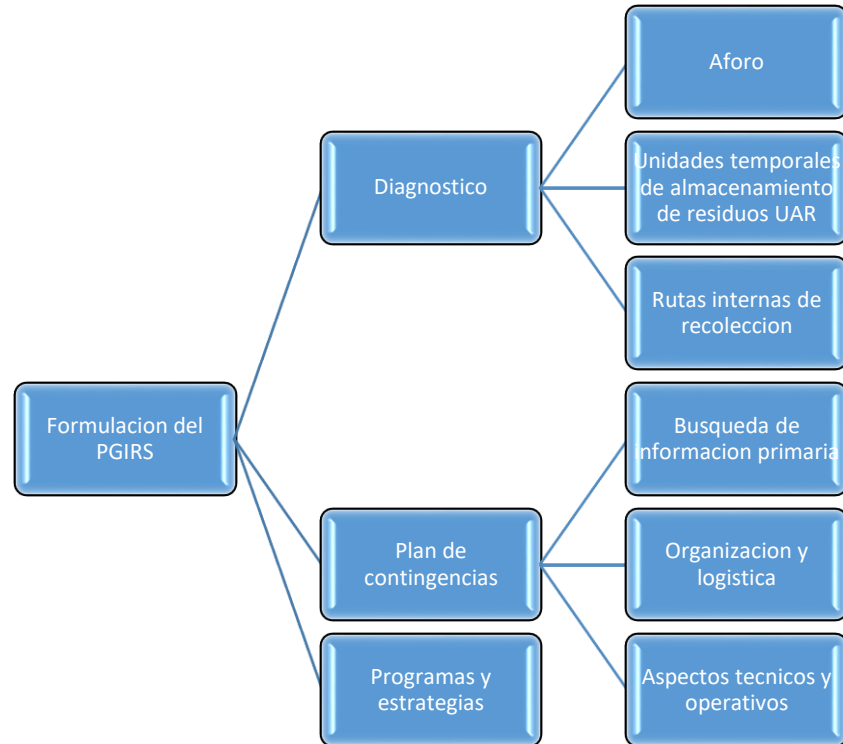 Formulacion del
PGIRS
Diagnostico
Aforo
Unidades temporales
de almacenamiento
de residuos UAR
Rutas internas de
recoleccion
Plan de
contingencias
Busqueda de
informacion primaria
Organizacion y
logistica
Aspectos tecnicos y
operativos
Programas y
estrategias